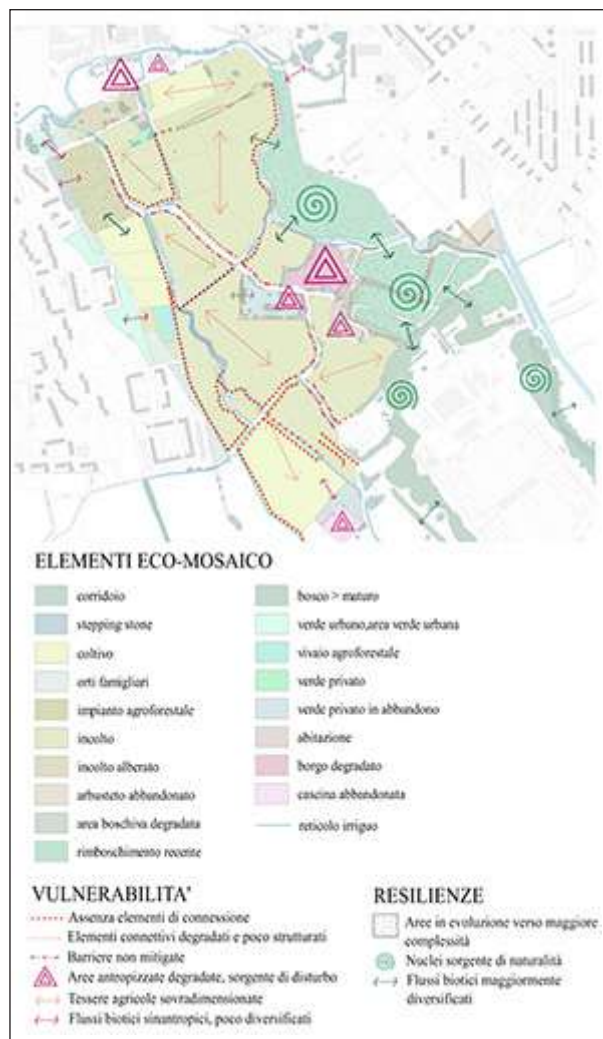 ELEMENTI ECO-MOSAICO
corridoio
stepping stone
coltivo
orti famigliari
impianto agroforestale
incolto
incolto alberato
arbusteto abbandonato
area boschiva degradata
rimboschimento recente
bosco > maturo
verde urbano,area verde urbana
vivaio agroforestale
verde privato
verde privato in abbandono
abitazione
borgo degradato
cascina abbandonata
reticolo irriguo
VULNERABILITA'
Assenza elementi di connessione
Elementi connettivi degradati e poco strutturati
Barriere non mitigate
Aree antropizzate degradate, sorgente di disturbo
Tessere agricole sovradimensionate
Flussi biotici sinantropici, poco diversificati
RESILIENZE
Aree in evoluzione verso maggiore
complessità
Nuclei sorgente di naturalità
Flussi biotici maggiormente
diversificati